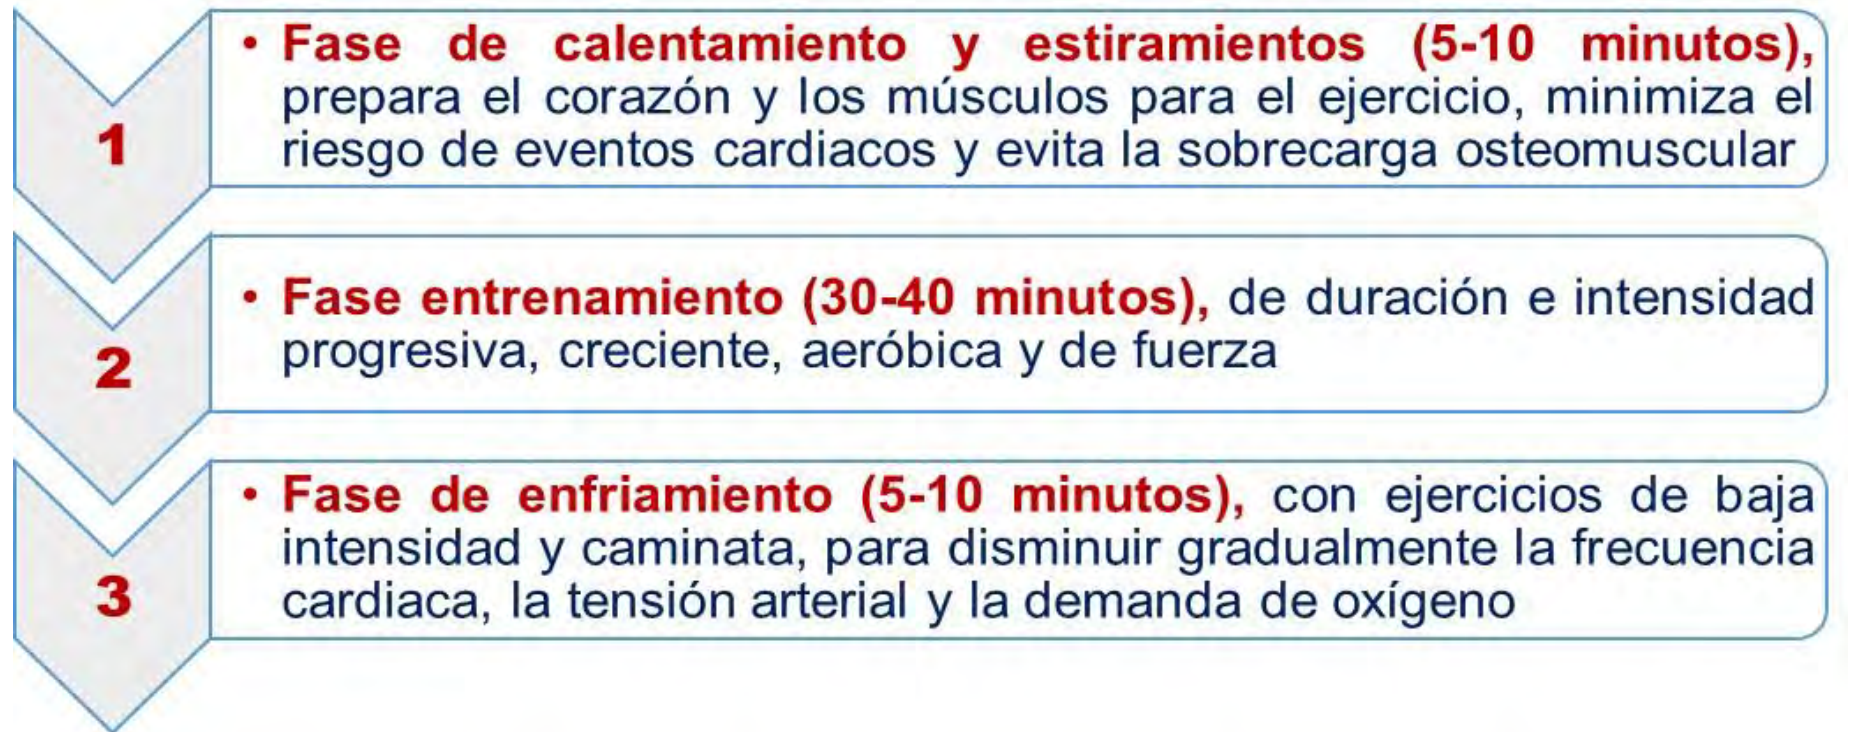 1
• Fase de calentamiento y estiramientos (5-10 minutos),
prepara el corazón y los músculos para el ejercicio, minimiza el
riesgo de eventos cardiacos y evita la sobrecarga osteomuscular
2
• Fase entrenamiento (30-40 minutos), de duración e intensidad
progresiva, creciente, aeróbica y de fuerza
3
• Fase de enfriamiento (5-10 minutos), con ejercicios de baja
intensidad y caminata, para disminuir gradualmente la frecuencia
cardiaca, la tensión arterial y la demanda de oxígeno